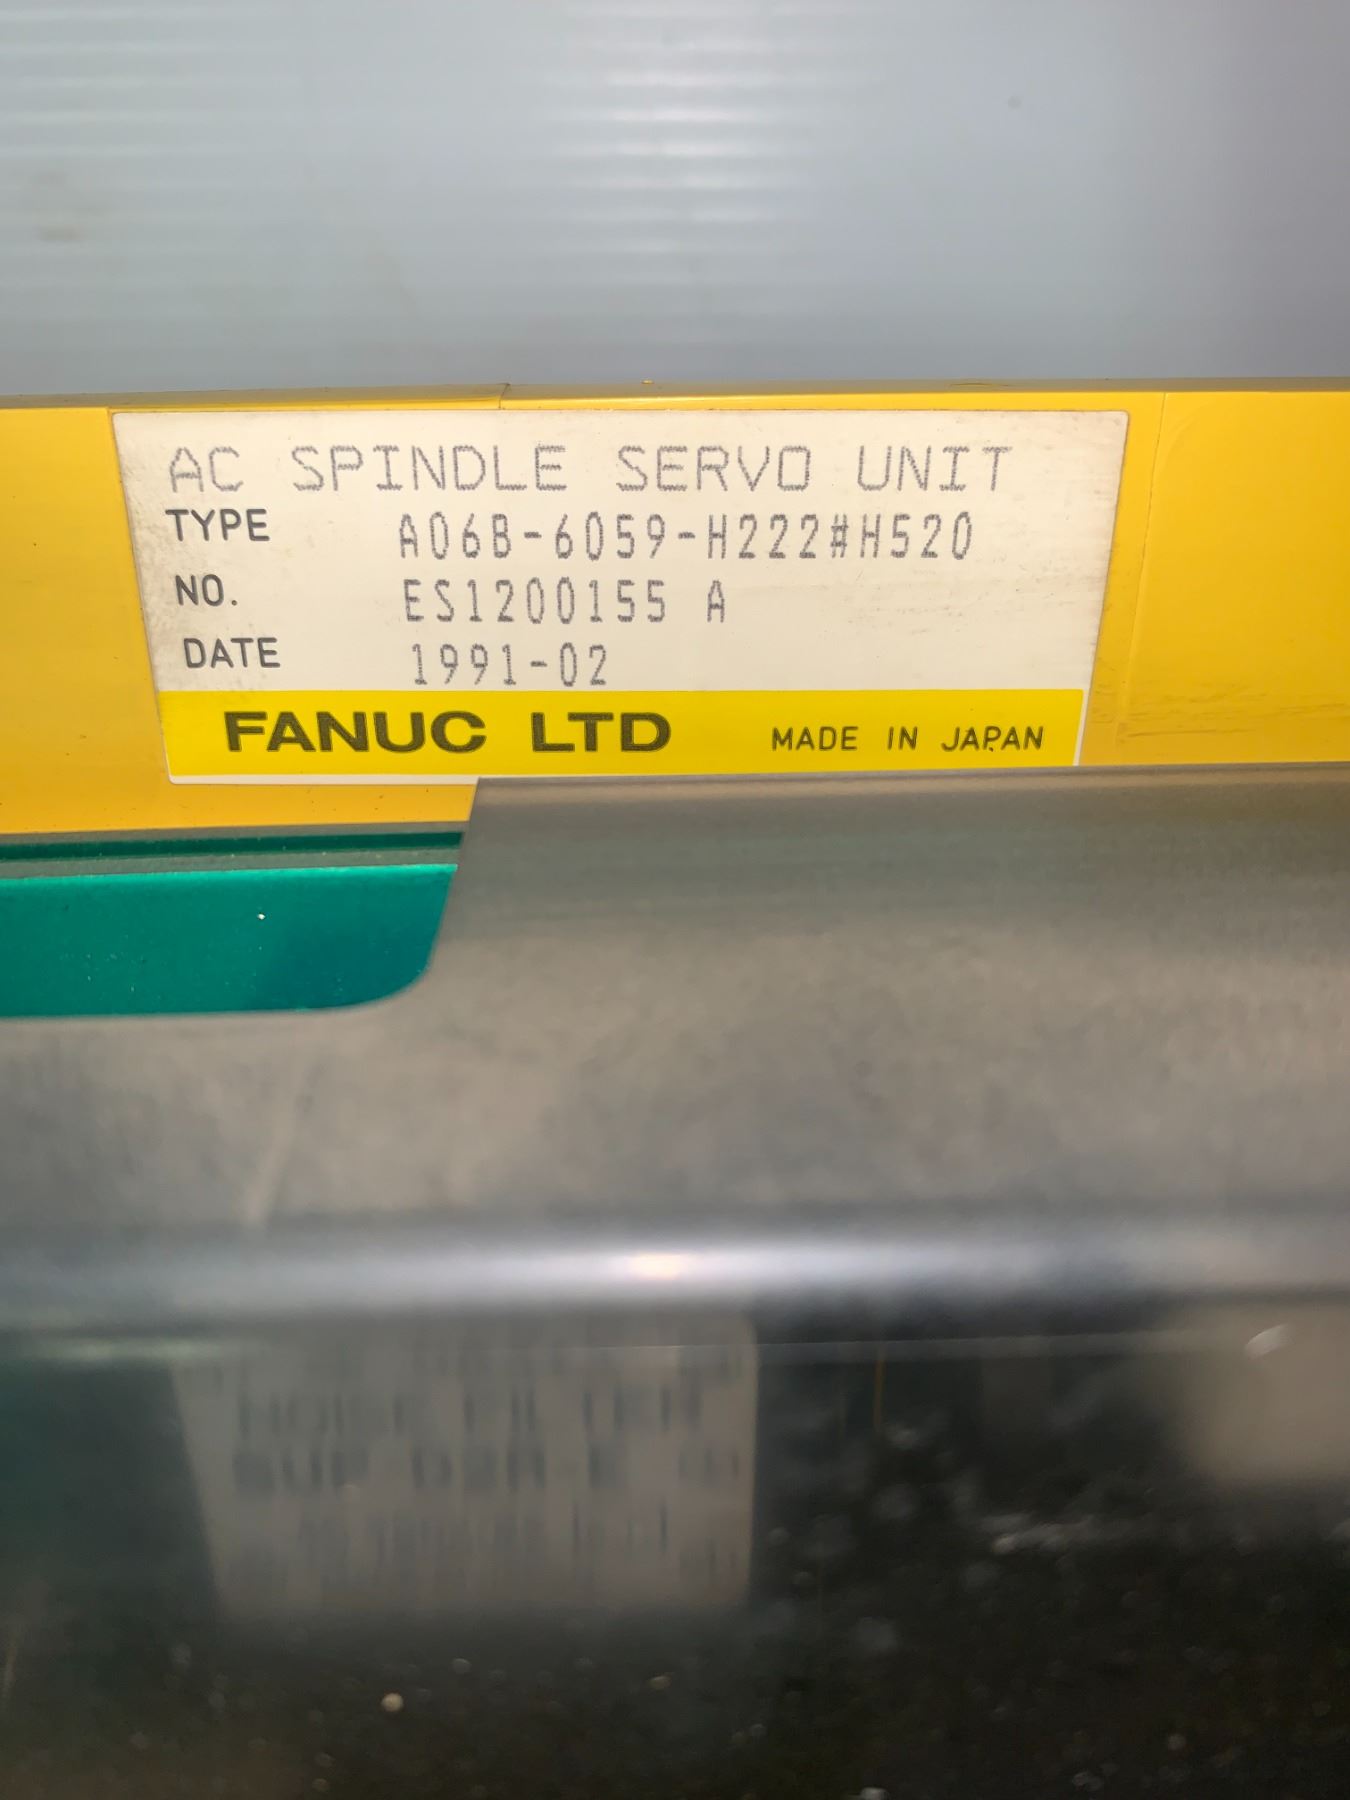 AC SPINDLE SERVO UNIT
TYPE A06B-6059-H222#H520
NO. ES1200155 A
DATE 1991-02
FANUC LTD MADE IN JAPAN